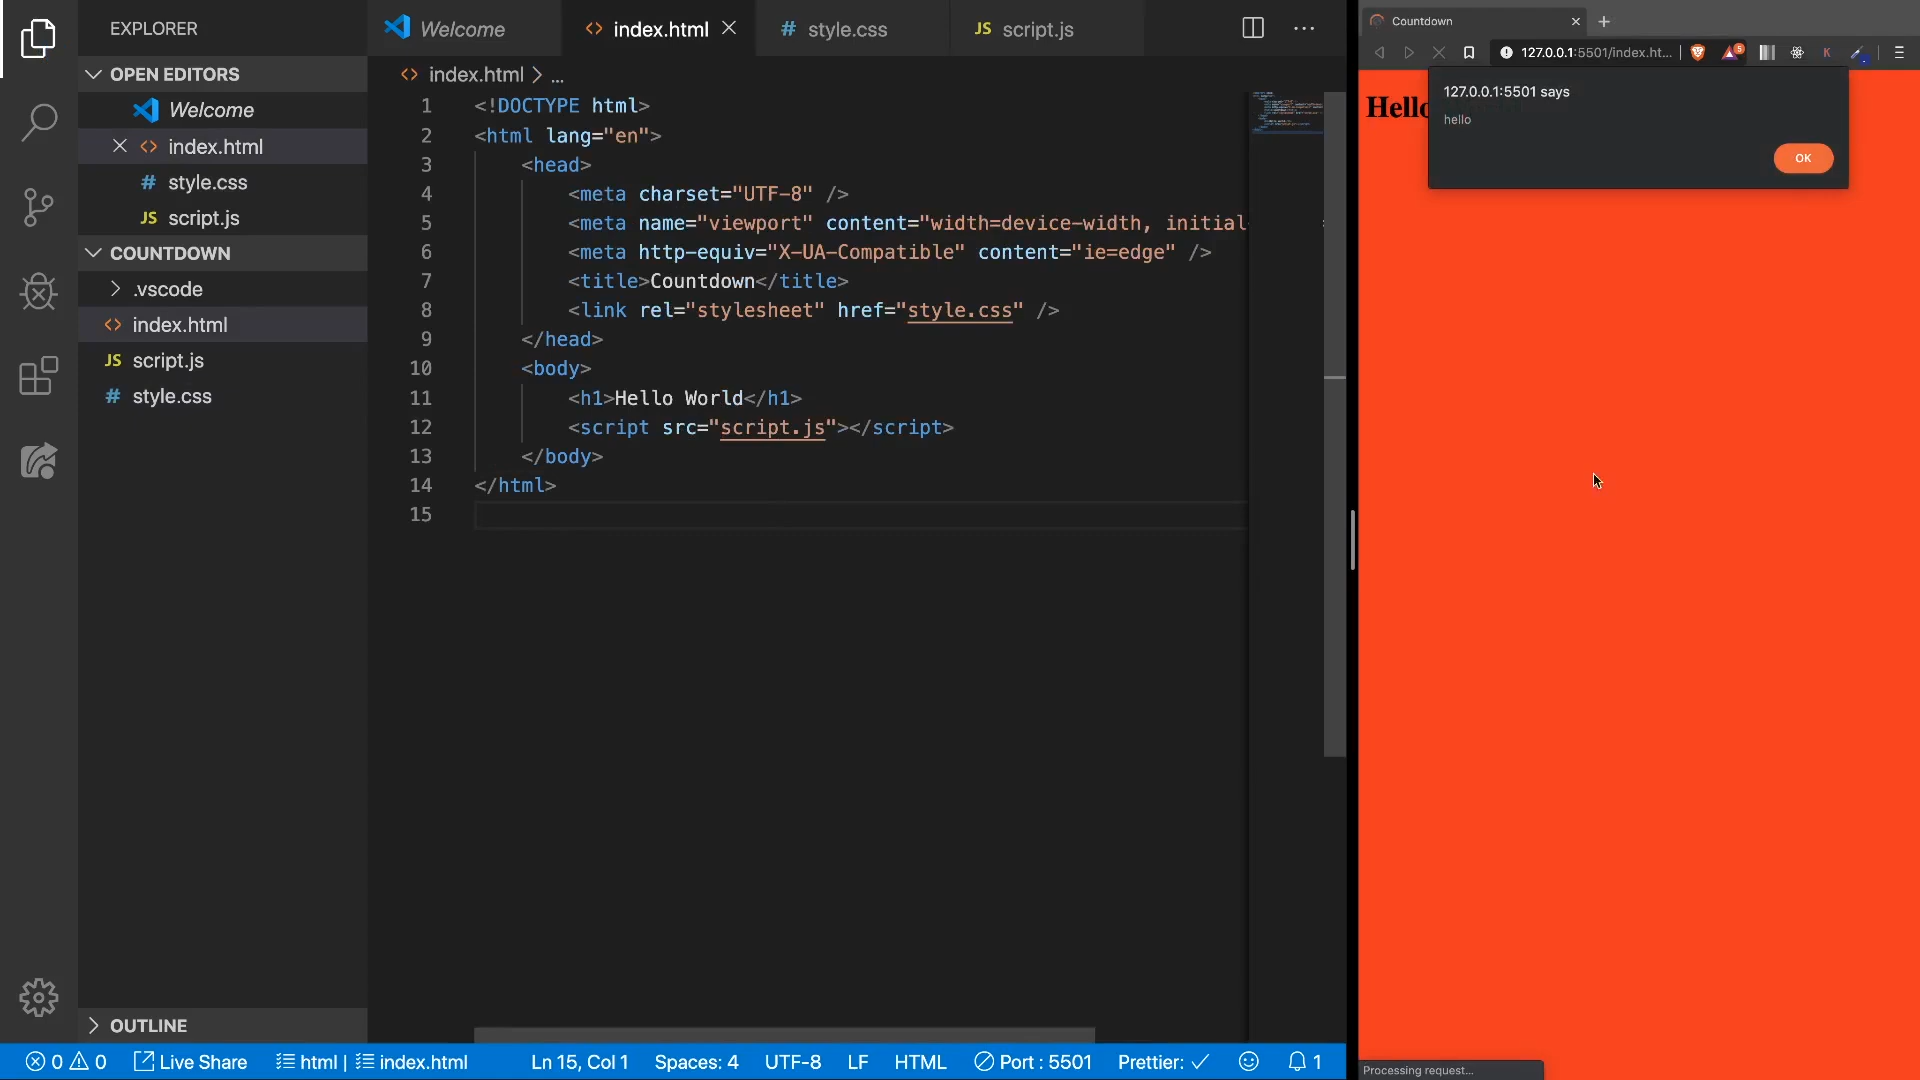 EXPLORER
OPEN EDITORS
Welcome
index.html
style.css
JS script.js
COUNTDOWN
.vscode
index.html
JS script.js
style.css
OUTLINE
Welcome
index.html
style.css
JS script.js
index.html > ...
1 <!DOCTYPE html>
2 <html lang="en">
3 <head>
4 <meta charset="UTF-8" />
5 <meta name="viewport" content="width=device-width, initial-
6 <meta http-equiv="X-UA-Compatible" content="ie=edge" />
7 <title>Countdown</title>
8 <link rel="stylesheet" href="style.css" />
9 </head>
10 <body>
11 <h1>Hello World</h1>
12 <script src="script.js"></script>
13 </body>
14 </html>
15
0 0 Live Share html | index.html Ln 15, Col 1 Spaces: 4 UTF-8 LF HTML Port : 5501 Prettier: ✓ 1
Countdown
127.0.0.1:5501/index.ht... 5 K
Hello
127.0.0.1:5501 says
hello
OK
Processing request...